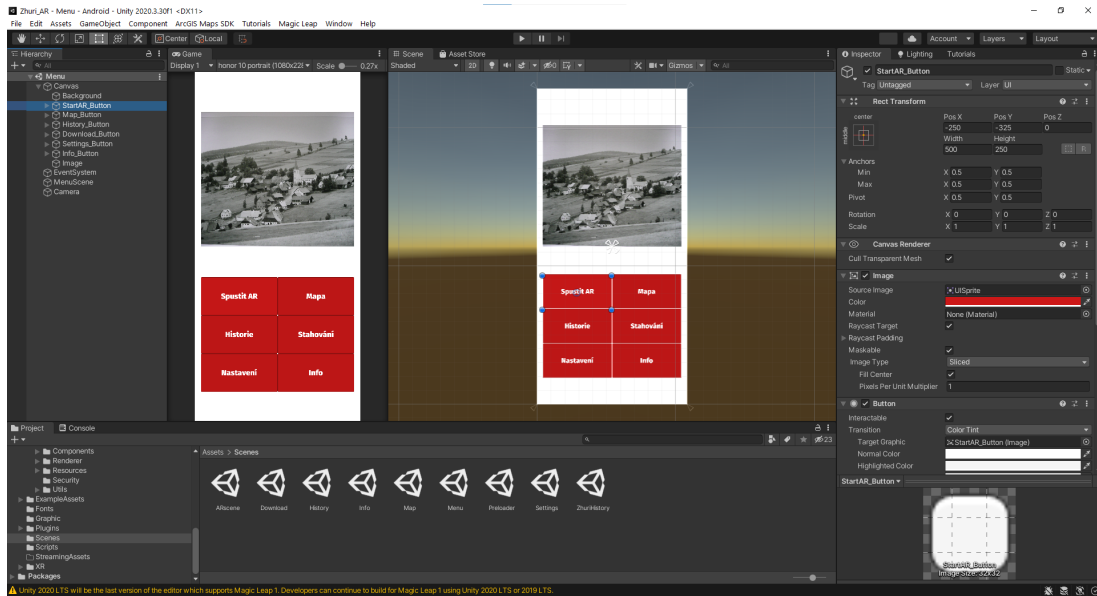 Zhuri_AR - Menu - Android - Unity 2020.3.30f1 <DX11>
File Edit Assets GameObject Component ArcGIS Maps SDK Tutorials Magic Leap Window Help
Center Local Account Layers Layout
Hierarchy
All
Menu
Canvas
Background
StartAR_Button
Map_Button
History_Button
Download_Button
Settings_Button
Info_Button
Image
EventSystem
MenuScene
Camera
Game
Display 1 honor 10 portrait (1080x22 Scale 0.27x
Spustit AR Mapa
Historie Stahování
Nastavení Info
Scene Asset Store
Shaded 2D 0 Gizmos All
Spustit AR Mapa
Historie Stahování
Nastavení Info
Inspector Lighting Tutorials
StartAR_Button Static
Tag Untagged Layer UI
Rect Transform
center Pos X Pos Y Pos Z
middle -250 -325 0
Width Height
500 250 R
Anchors
Min X 0.5 Y 0.5
Max X 0.5 Y 0.5
Pivot X 0.5 Y 0.5
Rotation X 0 Y 0 Z 0
Scale X 1 Y 1 Z 1
Canvas Renderer
Cull Transparent Mesh
Image
Source Image UISprite
Color
Material None (Material)
Raycast Target
Raycast Padding
Maskable
Image Type Sliced
Fill Center
Pixels Per Unit Multiplier 1
Button
Interactable
Transition Color Tint
Target Graphic StartAR_Button (Image)
Normal Color
Highlighted Color
StartAR_Button
StartAR_Button
Image Size: 32x32
Project Console
23
Components
Renderer
Resources
Security
Utils
ExampleAssets
Fonts
Graphic
Plugins
Scenes
Scripts
StreamingAssets
XR
Packages
Assets > Scenes
ARscene Download History Info Map Menu Preloader Settings ZhuriHistory
Unity 2020 LTS will be the last version of the editor which supports Magic Leap 1. Developers can continue to build for Magic Leap 1 using Unity 2020 LTS or 2019 LTS.